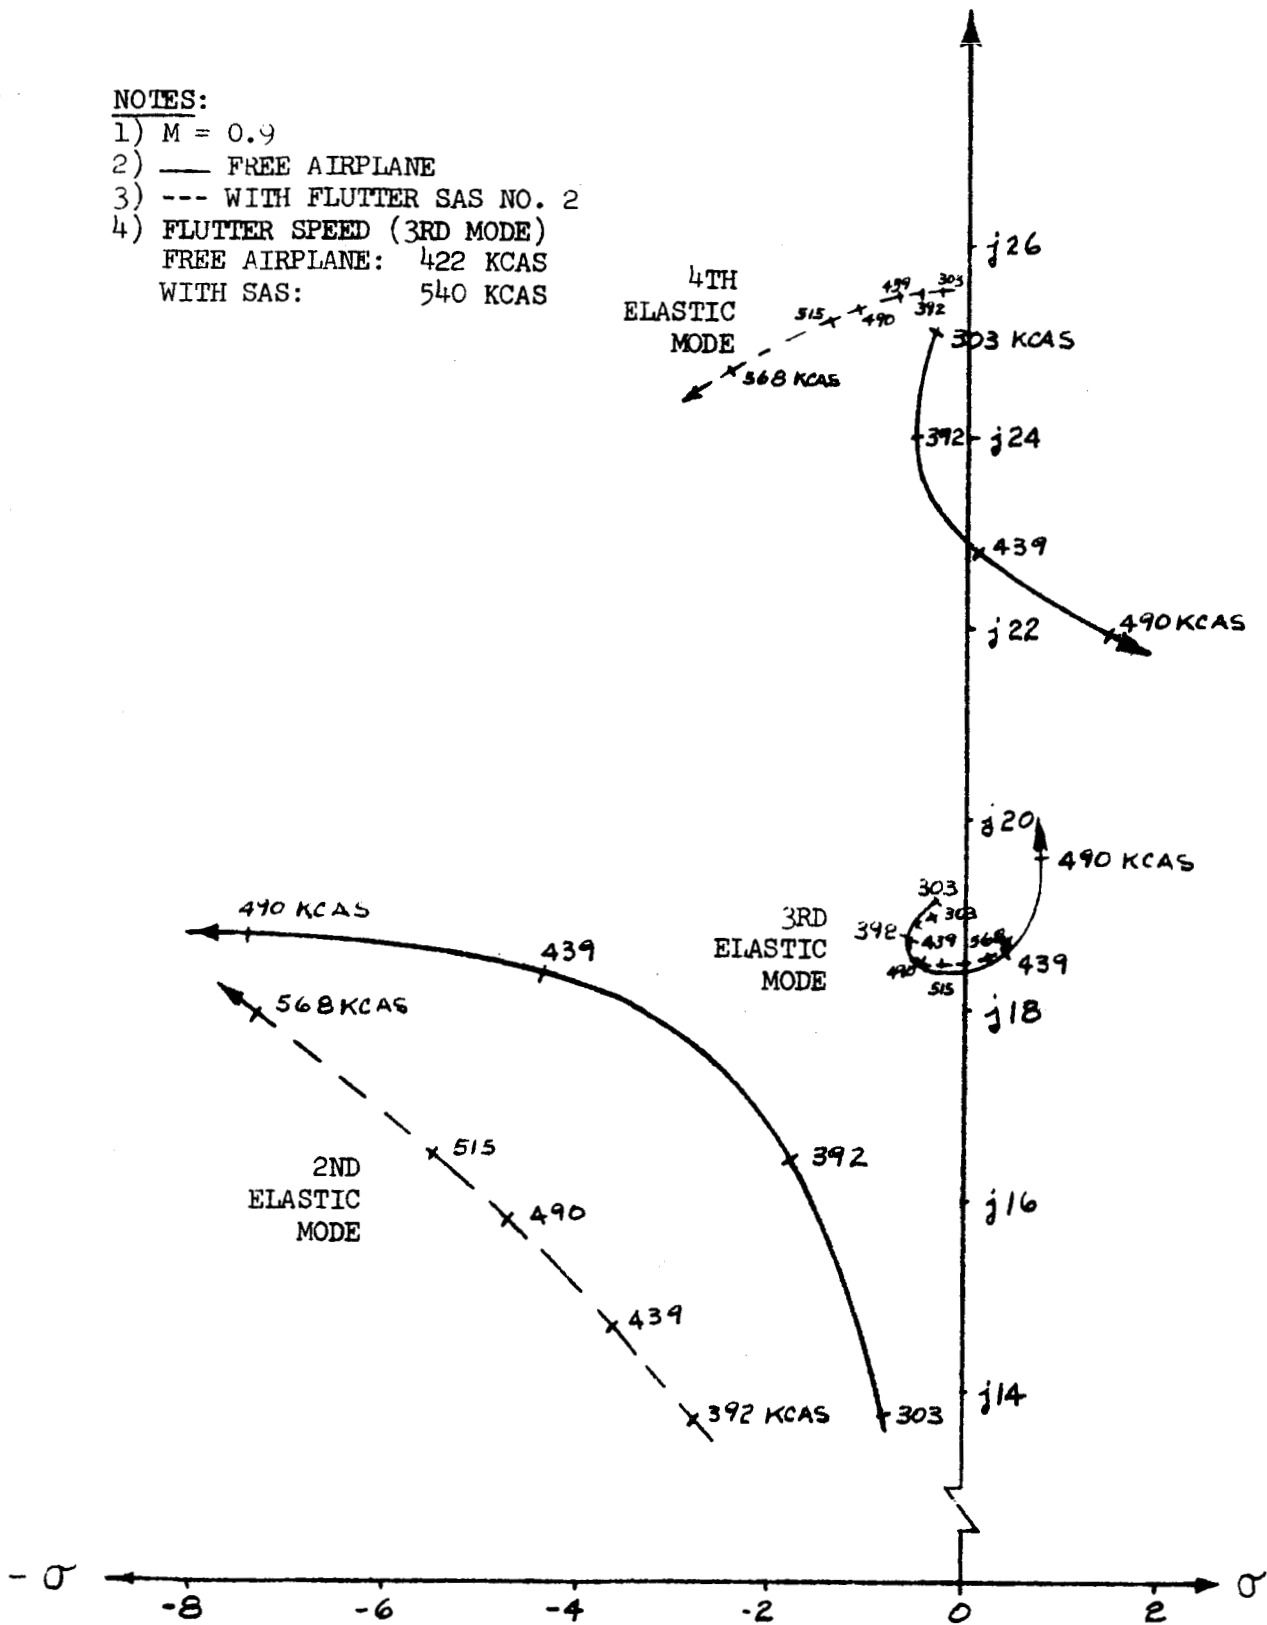 NOTES:
1) M = 0.9
2) — FREE AIRPLANE
3) --- WITH FLUTTER SAS NO. 2
4) FLUTTER SPEED (3RD MODE)
FREE AIRPLANE: 422 KCAS
WITH SAS: 540 KCAS
j26
4TH
ELASTIC
MODE
303
439
392
490
515
568 KCAS
303 KCAS
392
j24
439
490 KCAS
j22
j20
490 KCAS
3RD
ELASTIC
MODE
303
303
392
439
568
490
515
439
j18
490 KCAS
439
568 KCAS
392
515
2ND
ELASTIC
MODE
490
j16
439
392 KCAS
303
j14
- σ
σ
-8 -6 -4 -2 0 2